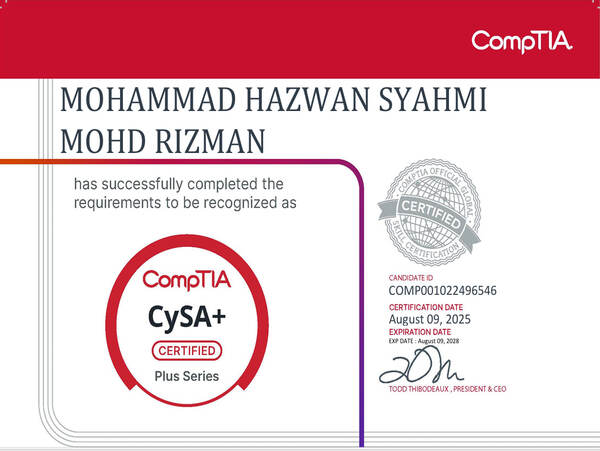 CompTIA.
MOHAMMAD HAZWAN SYAHMI
MOHD RIZMAN
has successfully completed the
requirements to be recognized as
CompTIA
CySA+
CERTIFIED
Plus Series
COMPTIA OFFICIAL GLOBAL
CERTIFIED
SKILL CERTIFICATION
CANDIDATE ID
COMP001022496546
CERTIFICATION DATE
August 09, 2025
EXPIRATION DATE
EXP DATE : August 09, 2028
TODD THIBODEAUX , PRESIDENT & CEO